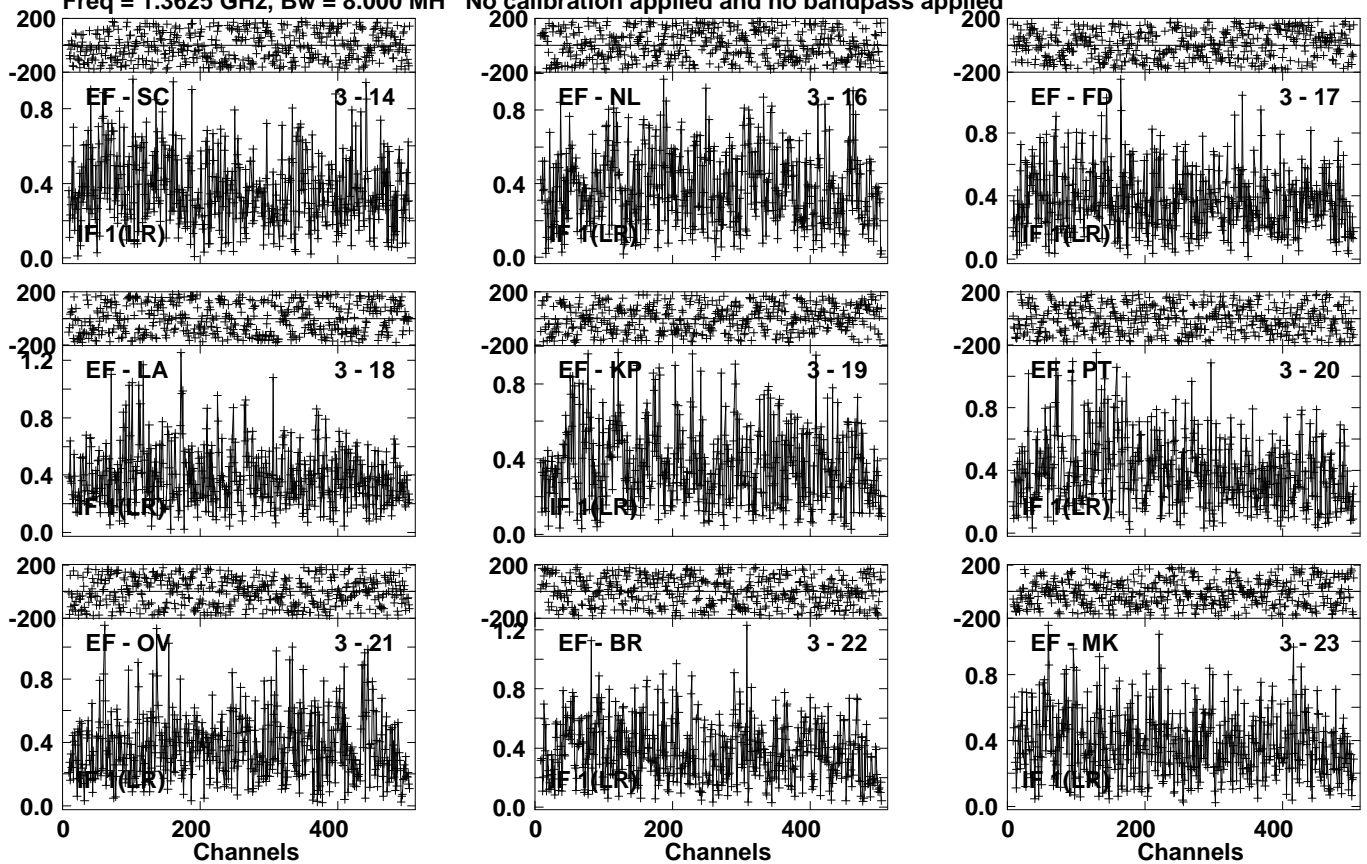 Freq = 1.3625 GHz, Bw = 8.000 MH No calibration applied and no bandpass applied
200
-200
0.8
0.4
0.0
EF - SC 3 - 14
IF 1(LR)
200
-200
0.8
0.4
0.0
EF - NL 3 - 16
IF 1(LR)
200
-200
0.8
0.4
0.0
EF - FD 3 - 17
IF 1(LR)
200
-200
1.2
0.8
0.4
0.0
EF - LA 3 - 18
IF 1(LR)
200
-200
0.8
0.4
0.0
EF - KP 3 - 19
IF 1(LR)
200
-200
0.8
0.4
0.0
EF - PT 3 - 20
IF 1(LR)
200
-200
0.8
0.4
0.0
EF - OV 3 - 21
IF 1(LR)
0 200 400
Channels
200
-200
1.2
0.8
0.4
0.0
EF - BR 3 - 22
IF 1(LR)
0 200 400
Channels
200
-200
0.8
0.4
0.0
EF - MK 3 - 23
IF 1(LR)
0 200 400
Channels